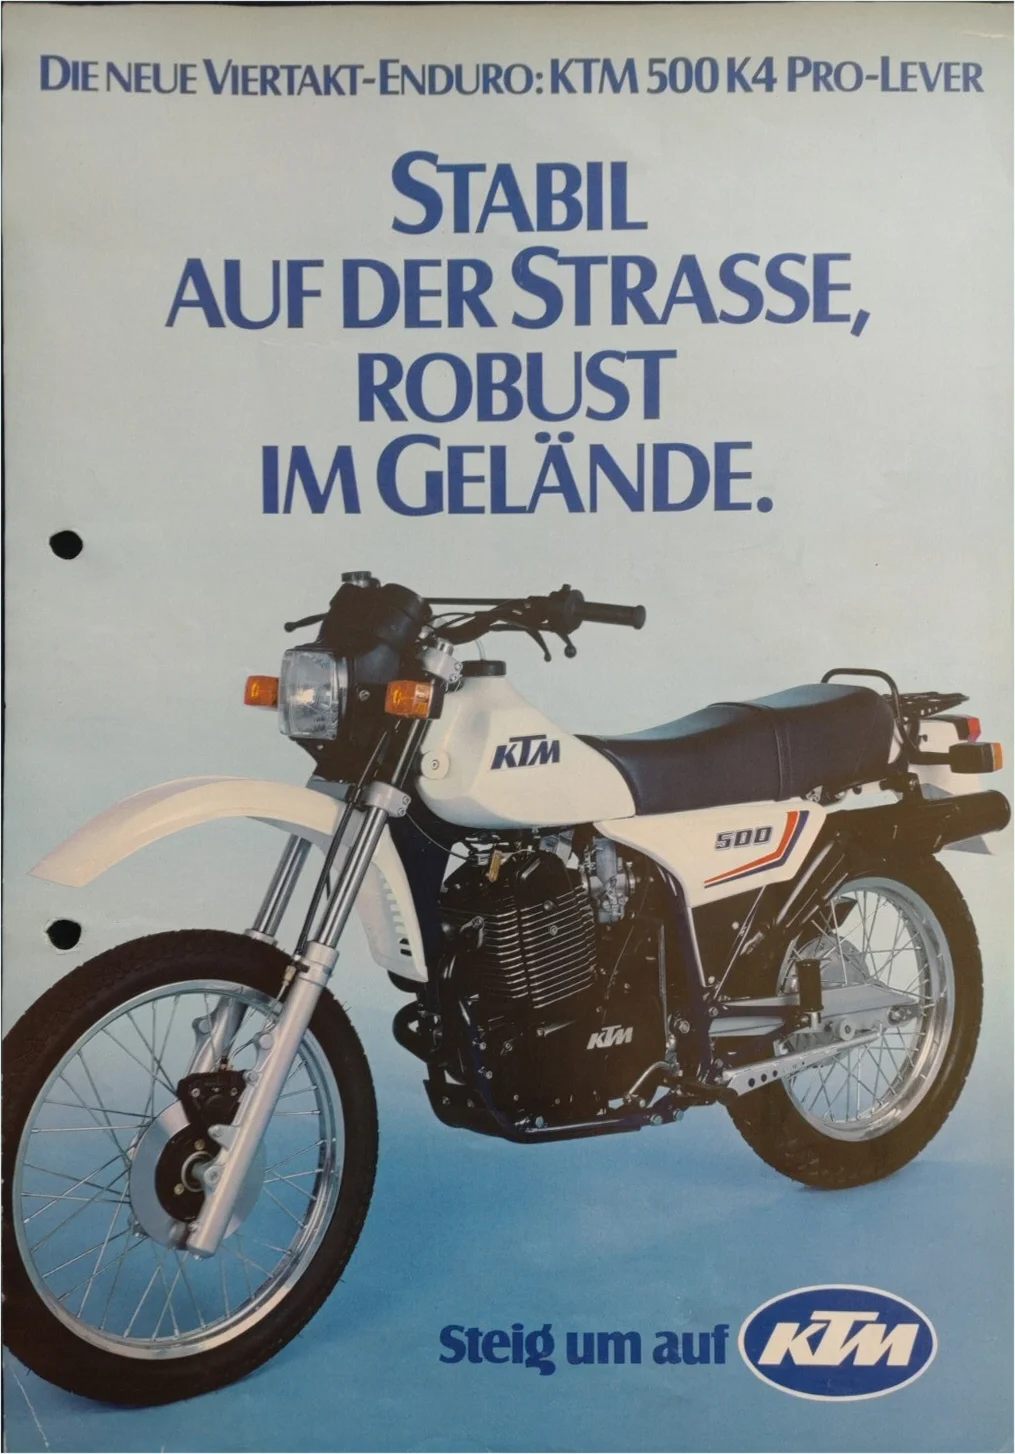 DIE NEUE VIERTAKT-ENDURO: KTM 500 K4 PRO-LEVER
STABIL
AUF DER STRASSE,
ROBUST
IM GELÄNDE.
KTM
500
KTM
Steig um auf KTM